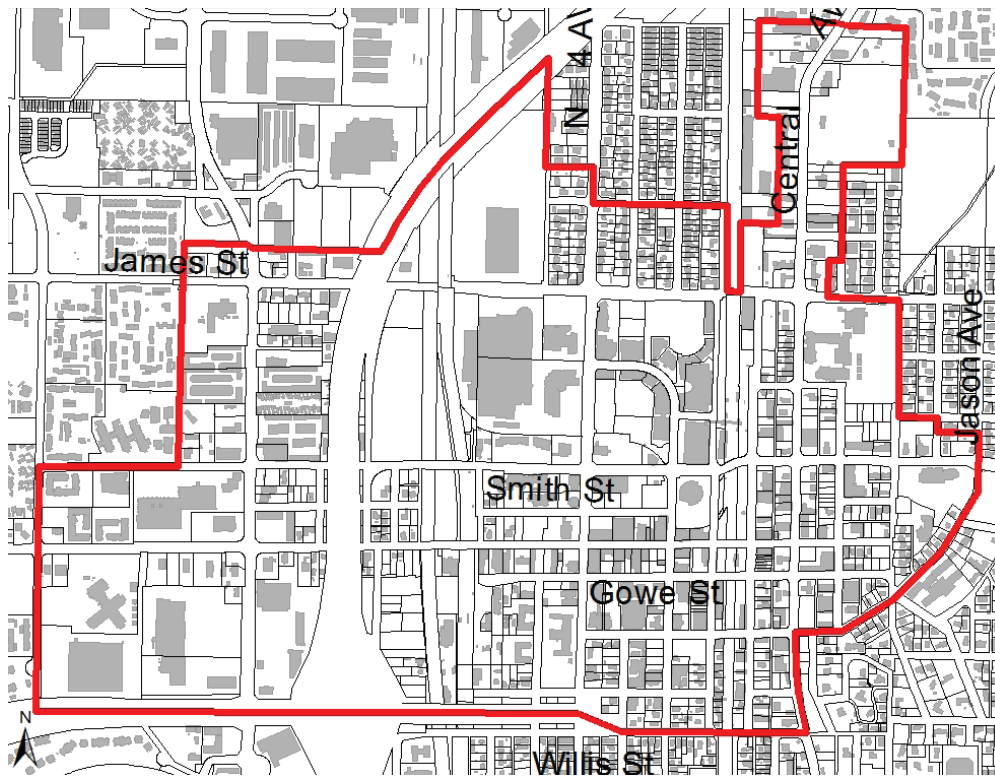 N 4 AV
AV
Central
James St
Jason Ave
Smith St
Gowe St
N
Willis St